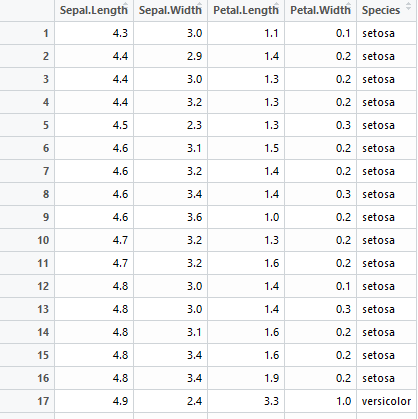 Sepal.Length Sepal.Width Petal.Length Petal.Width Species
1 4.3 3.0 1.1 0.1 setosa
2 4.4 2.9 1.4 0.2 setosa
3 4.4 3.0 1.3 0.2 setosa
4 4.4 3.2 1.3 0.2 setosa
5 4.5 2.3 1.3 0.3 setosa
6 4.6 3.1 1.5 0.2 setosa
7 4.6 3.2 1.4 0.2 setosa
8 4.6 3.4 1.4 0.3 setosa
9 4.6 3.6 1.0 0.2 setosa
10 4.7 3.2 1.3 0.2 setosa
11 4.7 3.2 1.6 0.2 setosa
12 4.8 3.0 1.4 0.1 setosa
13 4.8 3.0 1.4 0.3 setosa
14 4.8 3.1 1.6 0.2 setosa
15 4.8 3.4 1.6 0.2 setosa
16 4.8 3.4 1.9 0.2 setosa
17 4.9 2.4 3.3 1.0 versicolor